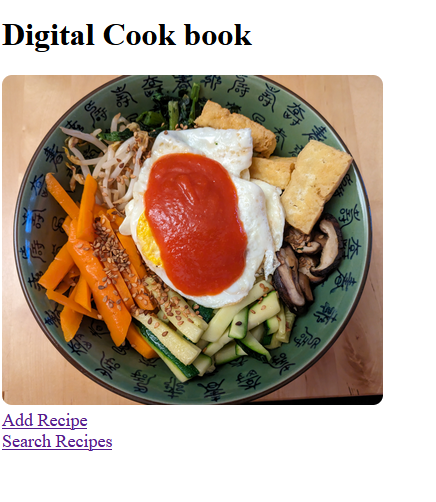 Digital Cook book
Add Recipe
Search Recipes